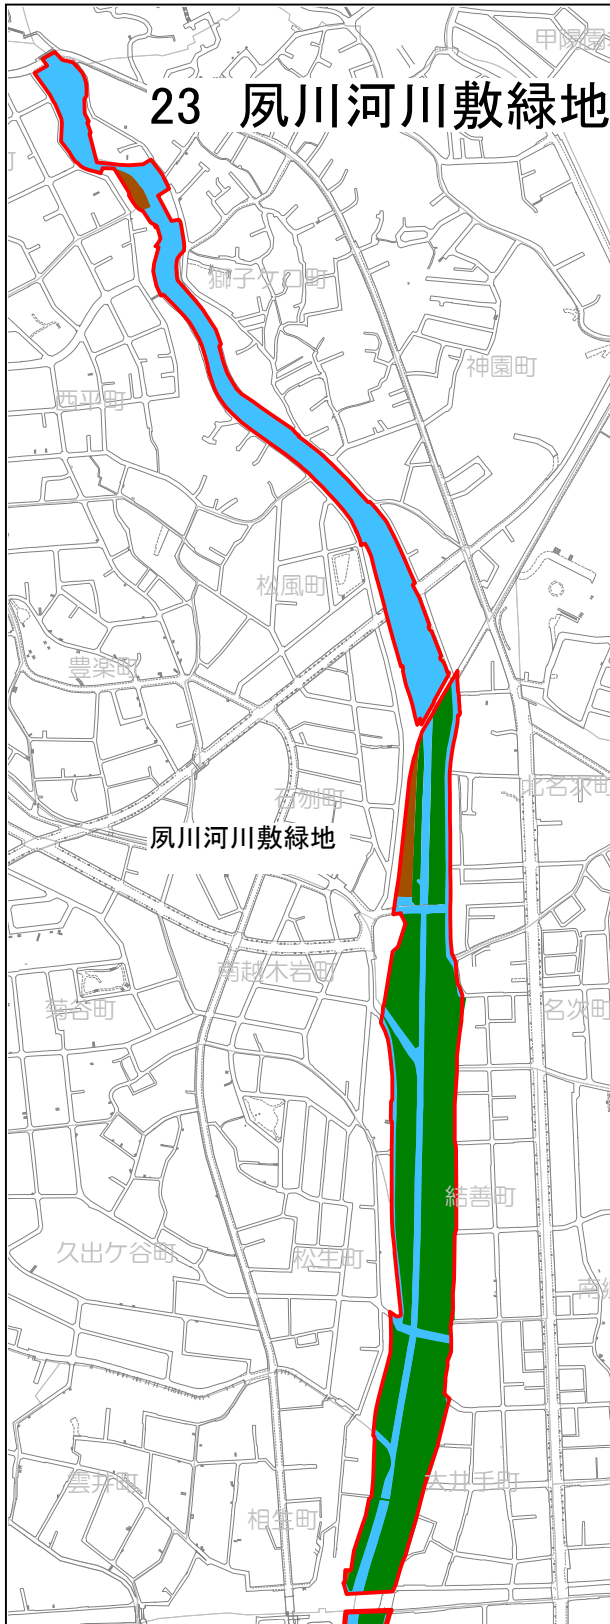 甲陽園
23 夙川河川敷緑地
町
獅子ケ口町
神園町
西平町
松風町
豊楽町
北名次町
石刎町
夙川河川敷緑地
南越木岩町
菊谷町
名次町
結善町
久出ケ谷町
松生町
南
雲井町
大井手町
相生町